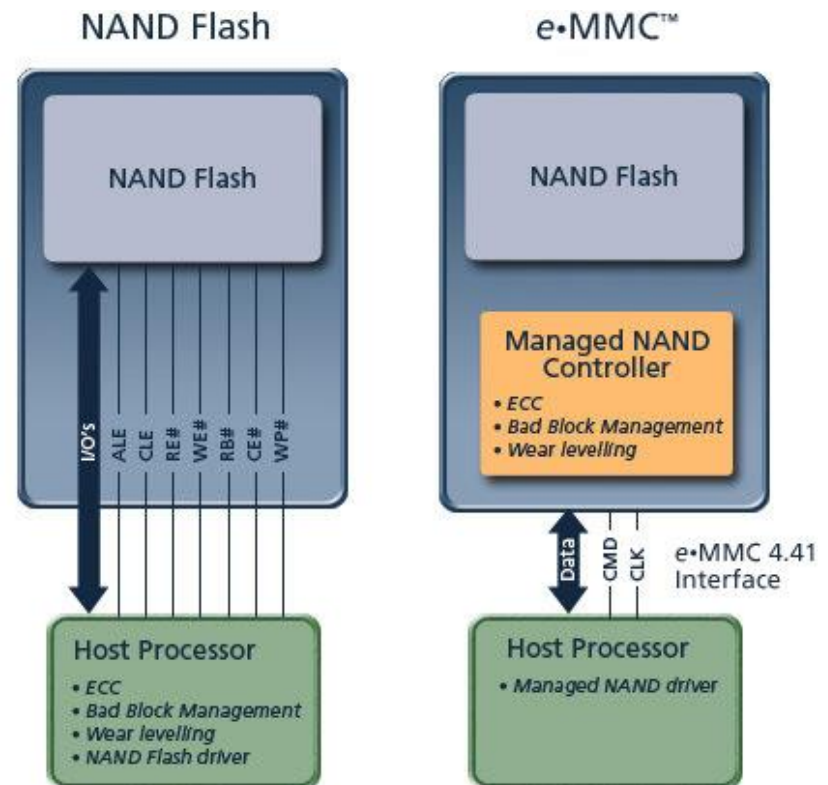 NAND Flash
NAND Flash
I/O's
ALE
CLE
RE#
WE#
RB#
CE#
WP#
Host Processor
• ECC
• Bad Block Management
• Wear levelling
• NAND Flash driver
e•MMC™
NAND Flash
Managed NAND
Controller
• ECC
• Bad Block Management
• Wear levelling
Data
CMD
CLK
e•MMC 4.41
Interface
Host Processor
• Managed NAND driver